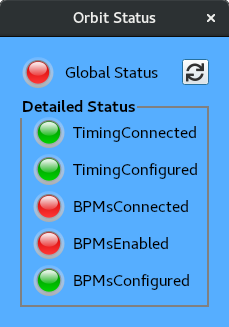 Orbit Status
Global Status
Detailed Status
TimingConnected
TimingConfigured
BPMsConnected
BPMsEnabled
BPMsConfigured